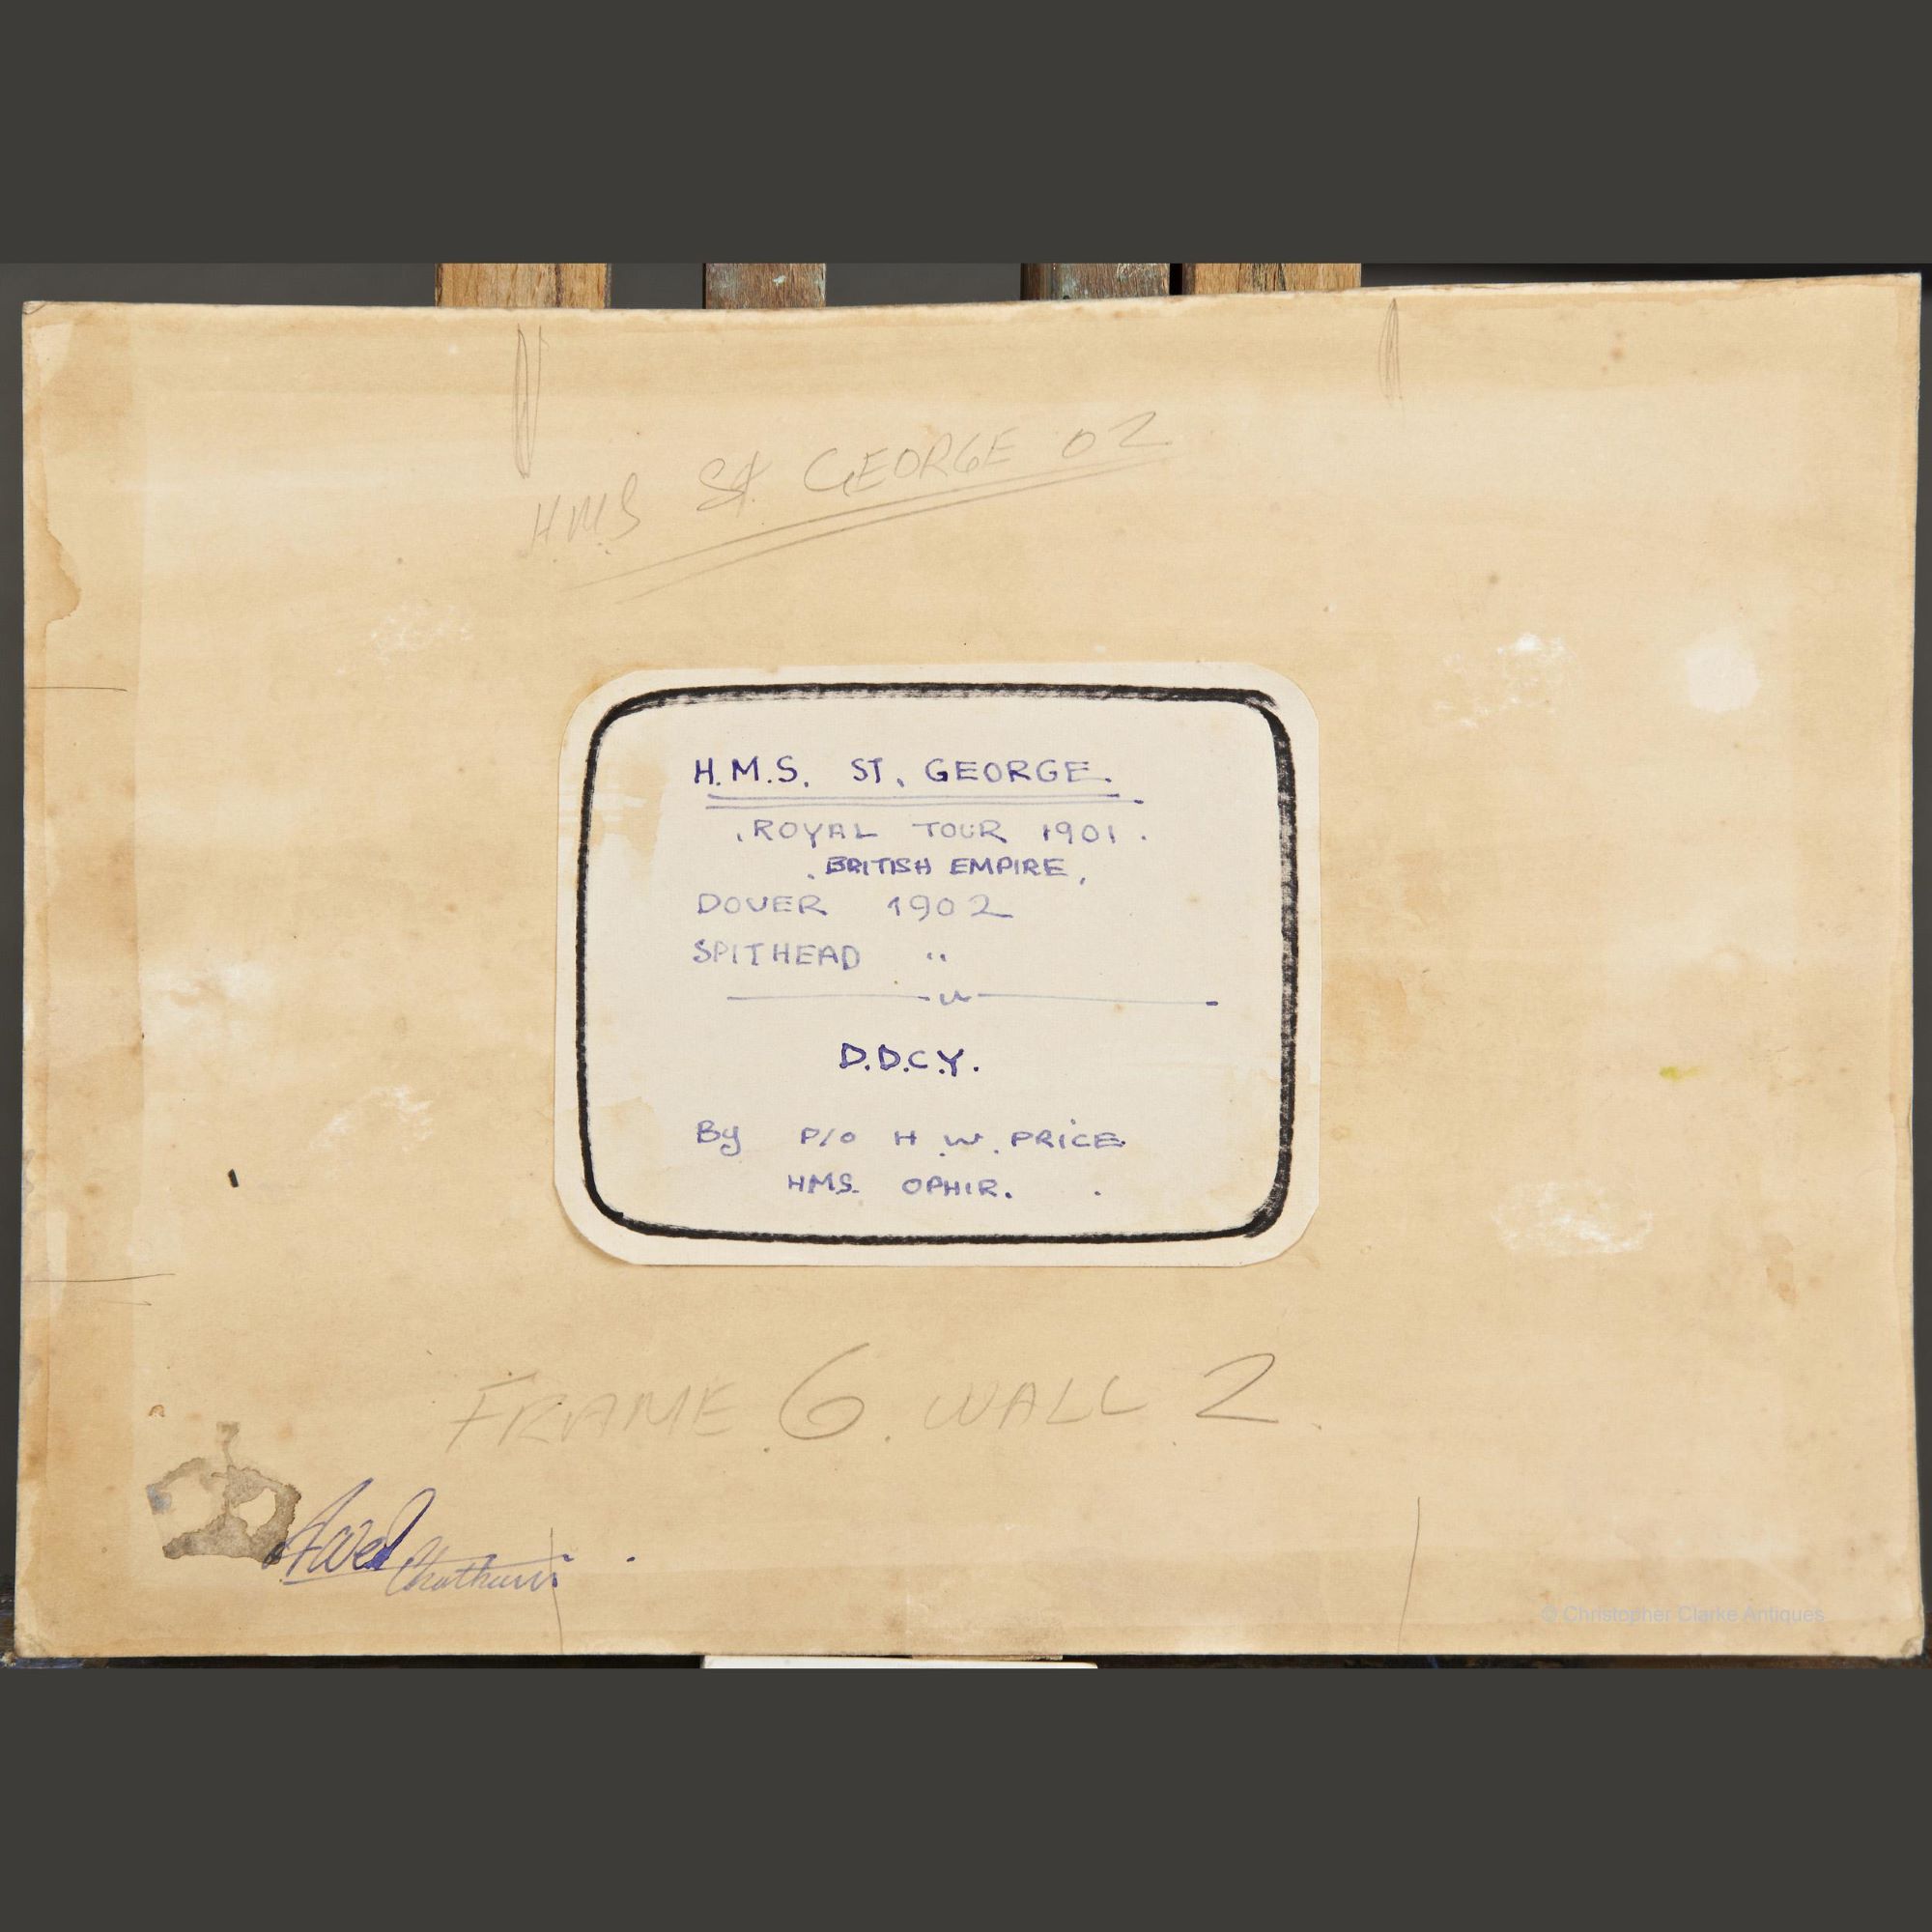 H.M.S St. GEORGE 02
H.M.S. ST. GEORGE.
ROYAL TOUR 1901.
BRITISH EMPIRE,
DOVER 1902
SPITHEAD "
D.D.C.Y.
By P/O H.W. PRICE
HMS. OPHIR.
FRAME 6. WALL 2.
© Christopher Clarke Antiques